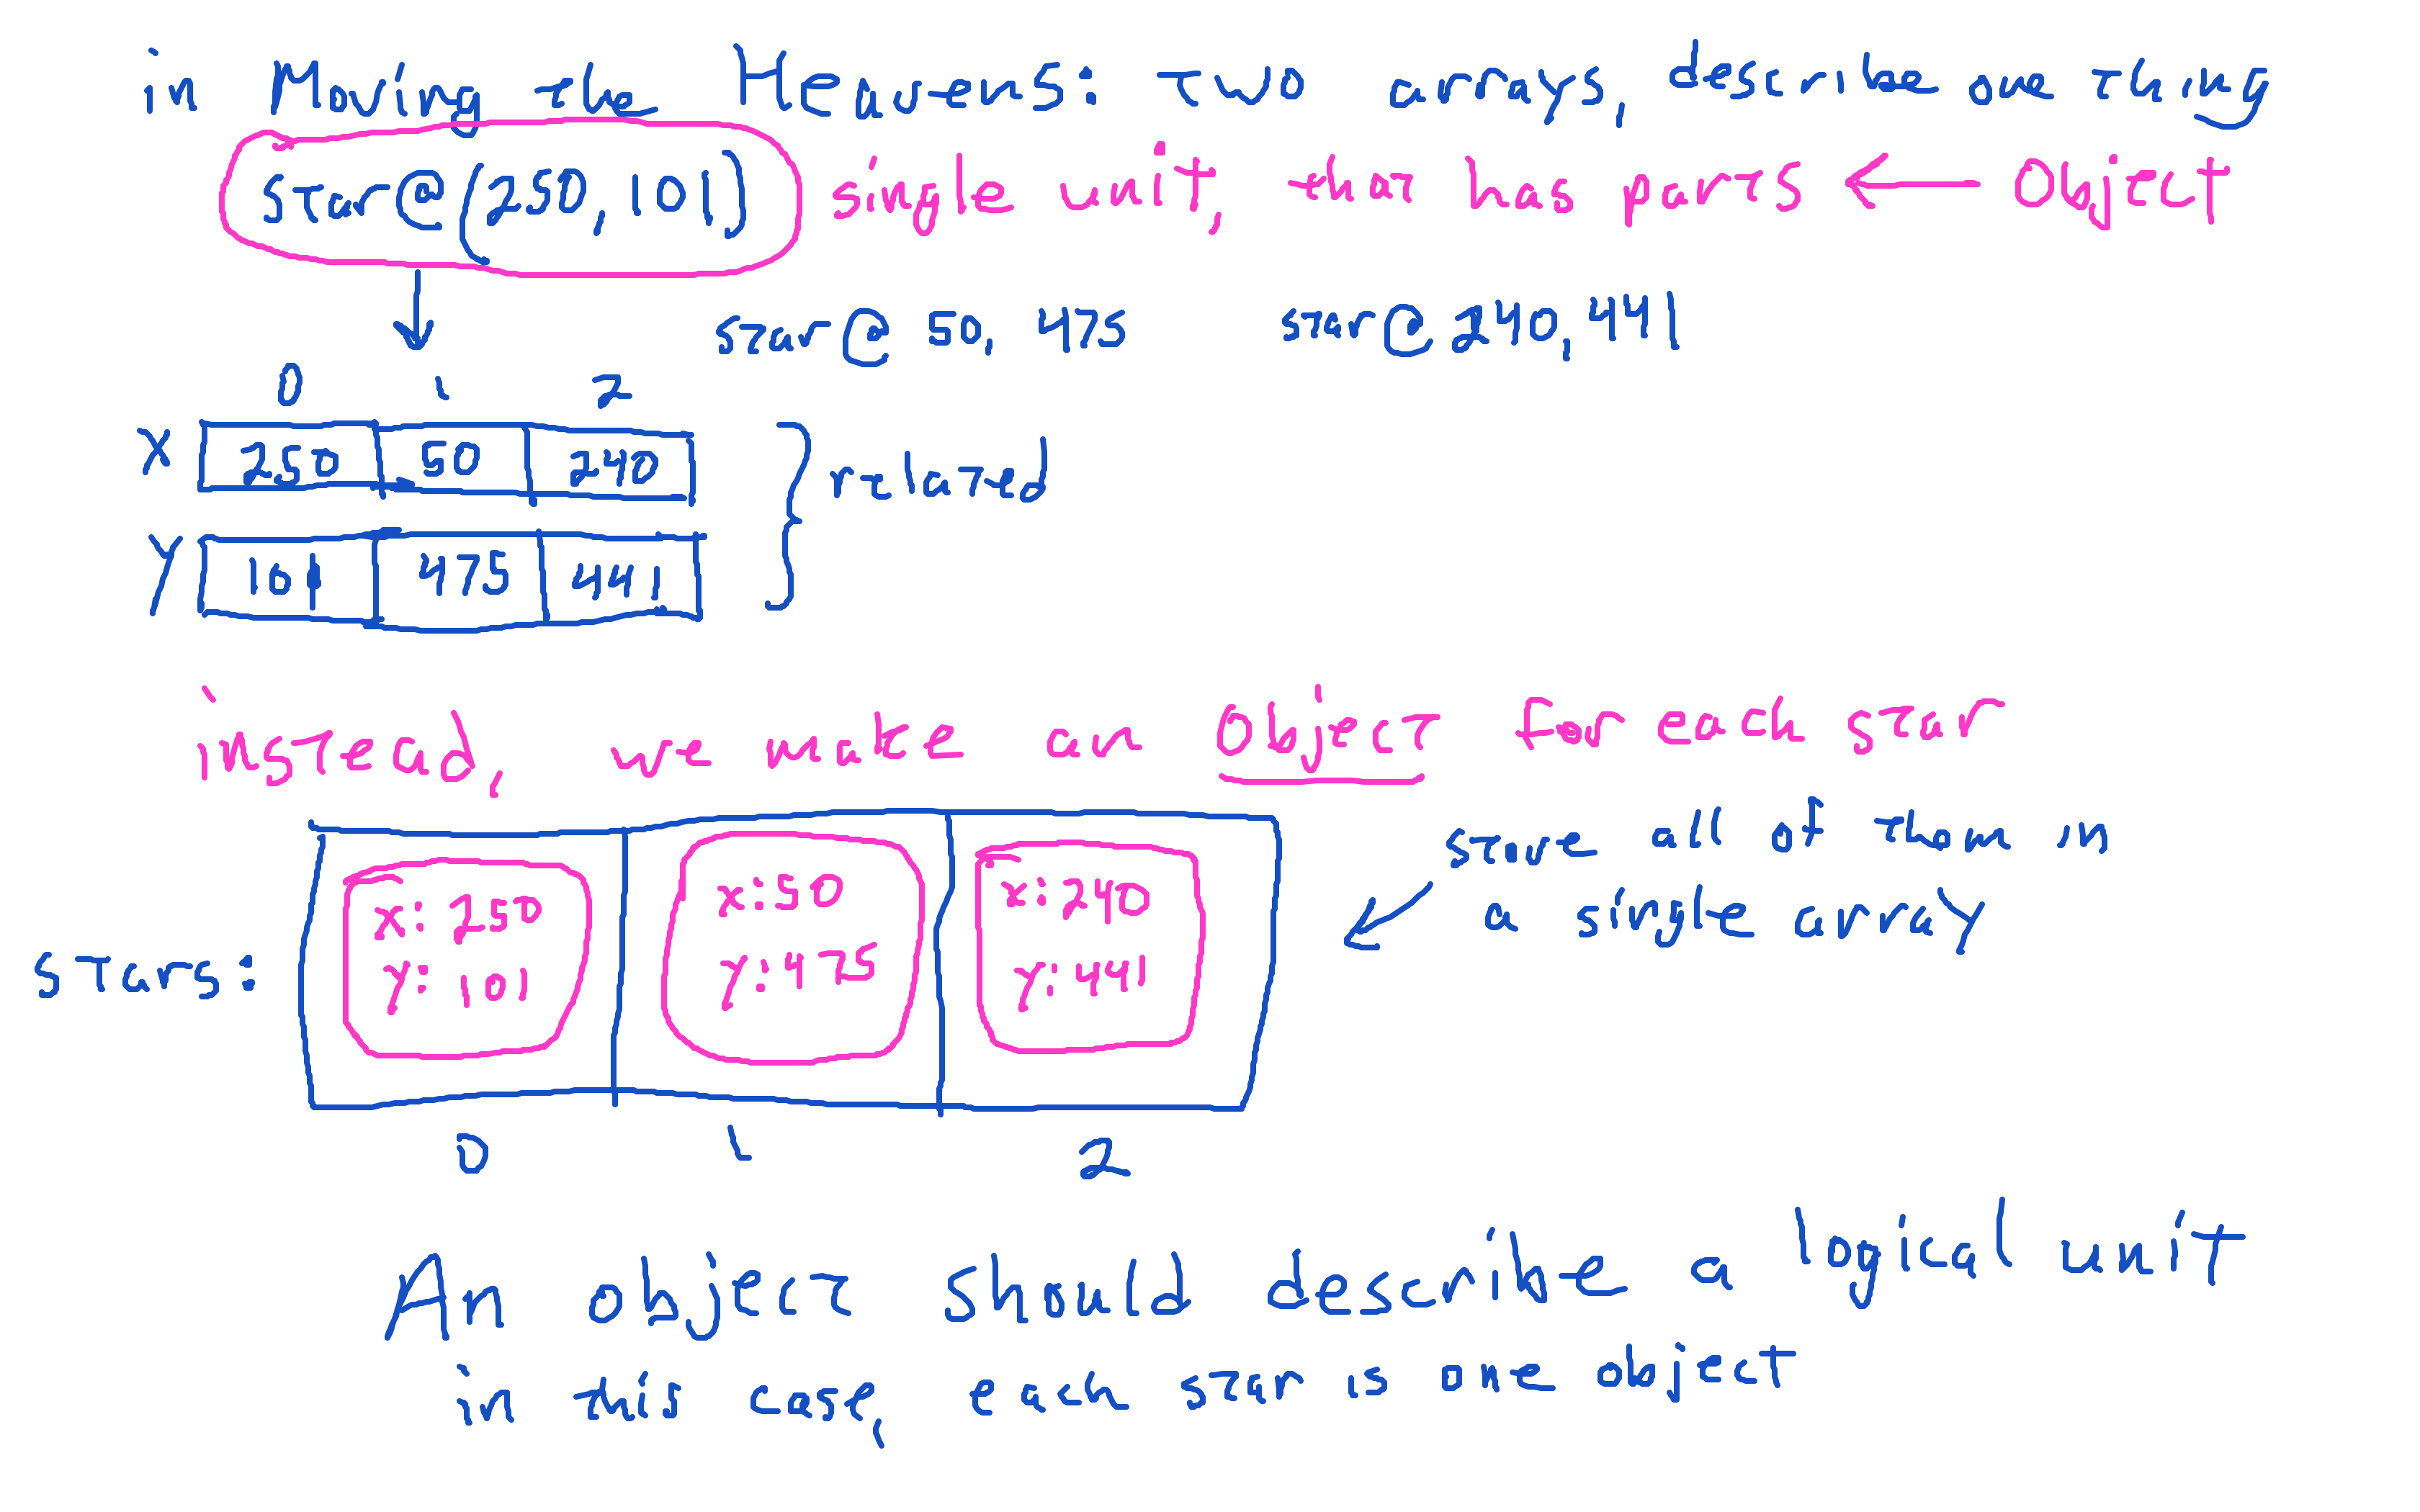 in Moving the Heavens: two arrays, describe one thing
star@(250,101) single unit, that has parts ← Object
star@ 50,475 star@ 240,441
0 1 2
X 250 50 240
related
Y 101 475 441
instead, we make an Object for each star
store all of them in
a single array
x: 250 x: 50 x: 240
stars: y: 101 y: 475 y: 441
0 1 2
An object should describe a logical unit
in this case, each star is one object